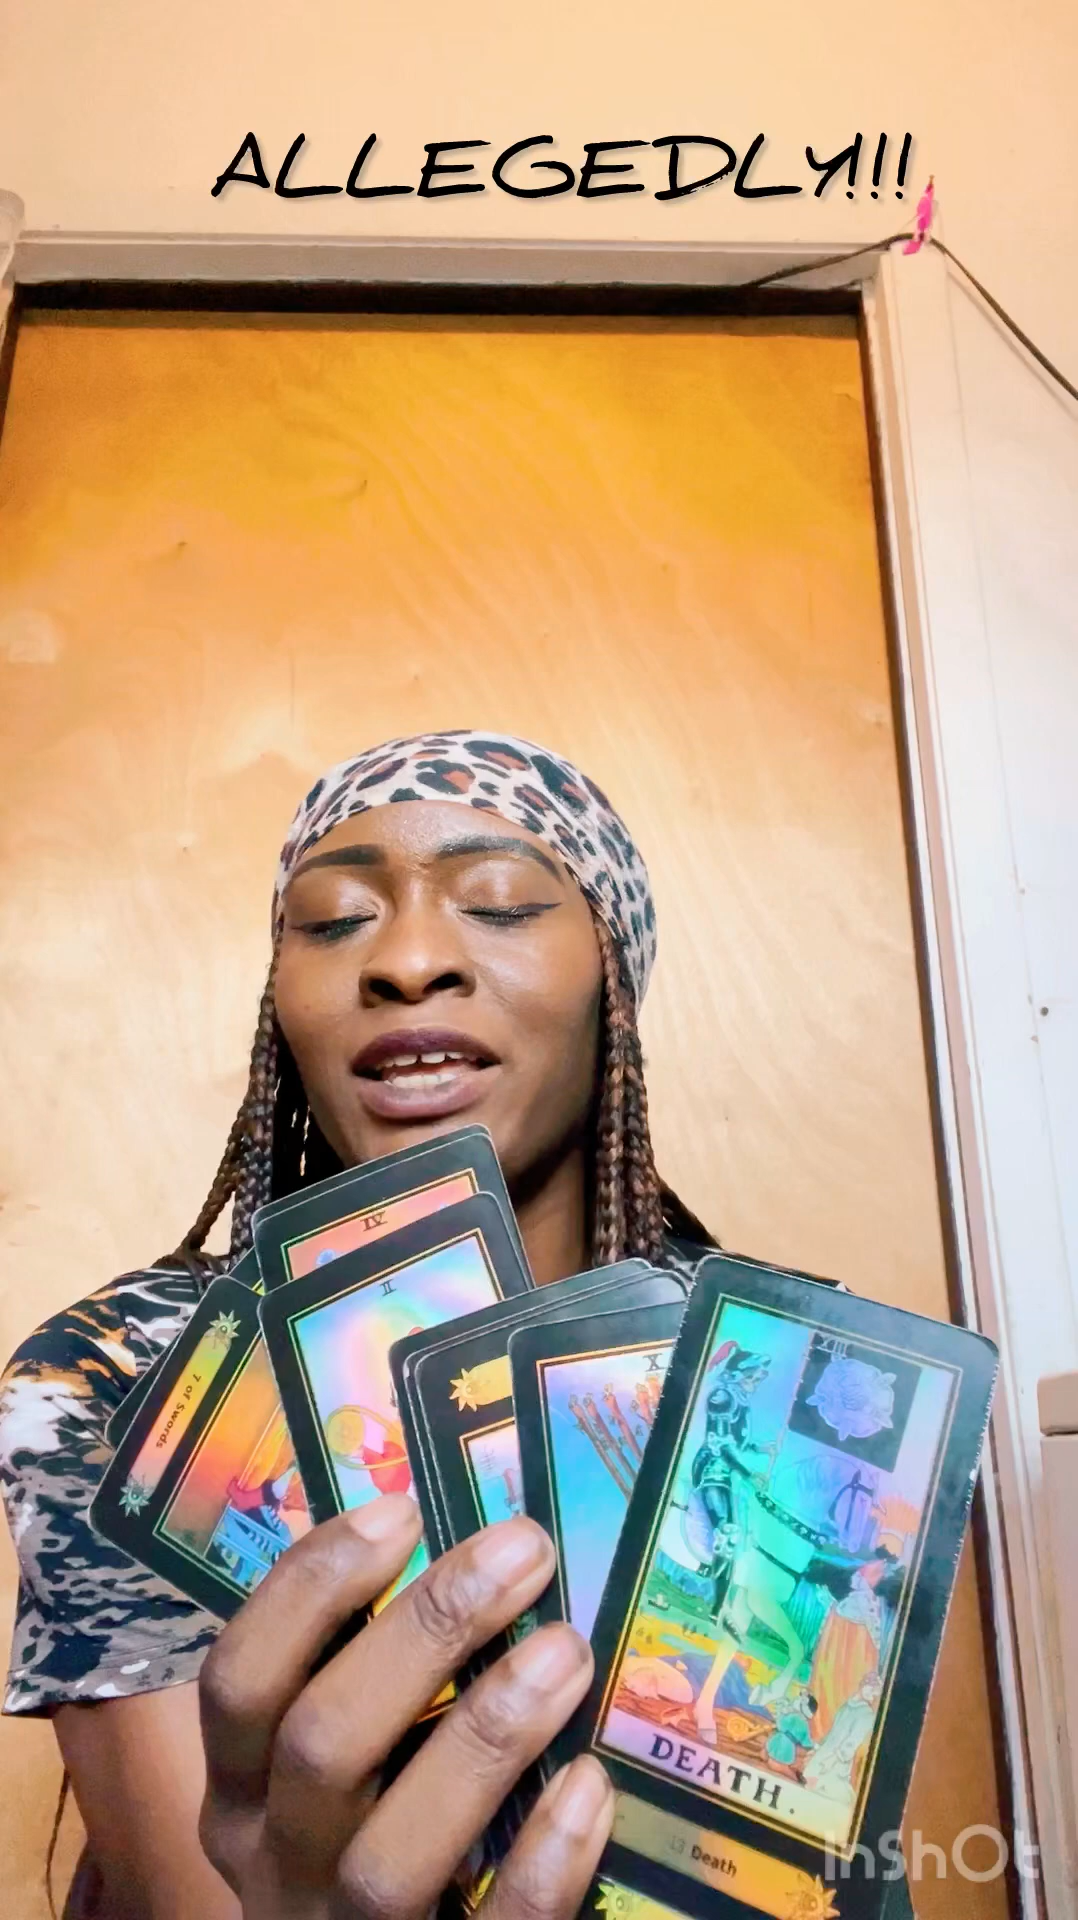 ALLEGEDLY!!!
IV
II
7 of Swords
X
XIII
DEATH.
13 Death
InShOt